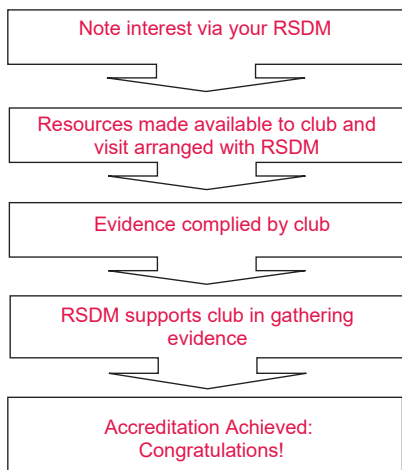 Note interest via your RSDM
Resources made available to club and
visit arranged with RSDM
Evidence complied by club
RSDM supports club in gathering
evidence
Accreditation Achieved:
Congratulations!